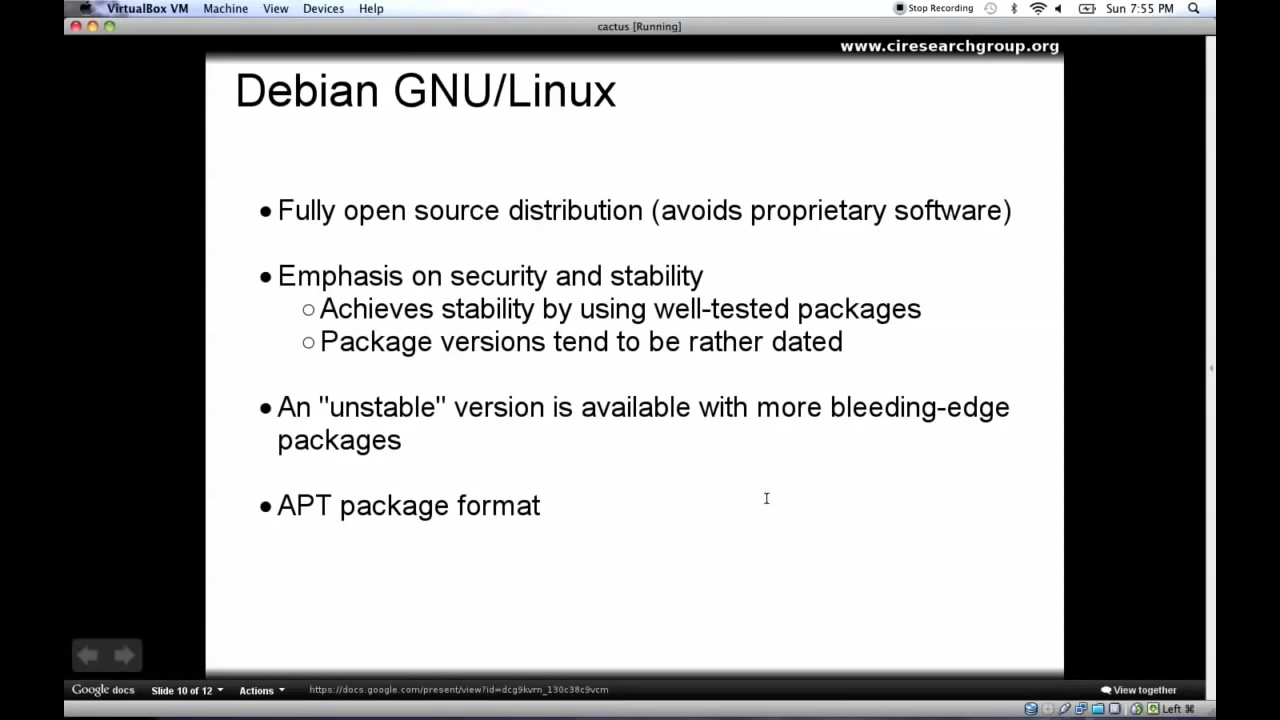 VirtualBox VM Machine View Devices Help Stop Recording Sun 7:55 PM
cactus [Running]
www.ciresearchgroup.org
Debian GNU/Linux
●Fully open source distribution (avoids proprietary software)
●Emphasis on security and stability
○Achieves stability by using well-tested packages
○Package versions tend to be rather dated
●An "unstable" version is available with more bleeding-edge
packages
●APT package format
Google docs Slide 10 of 12 Actions https://docs.google.com/present/view?id=dcg9kvrn_130c38c9vcm View together
Left ⌘